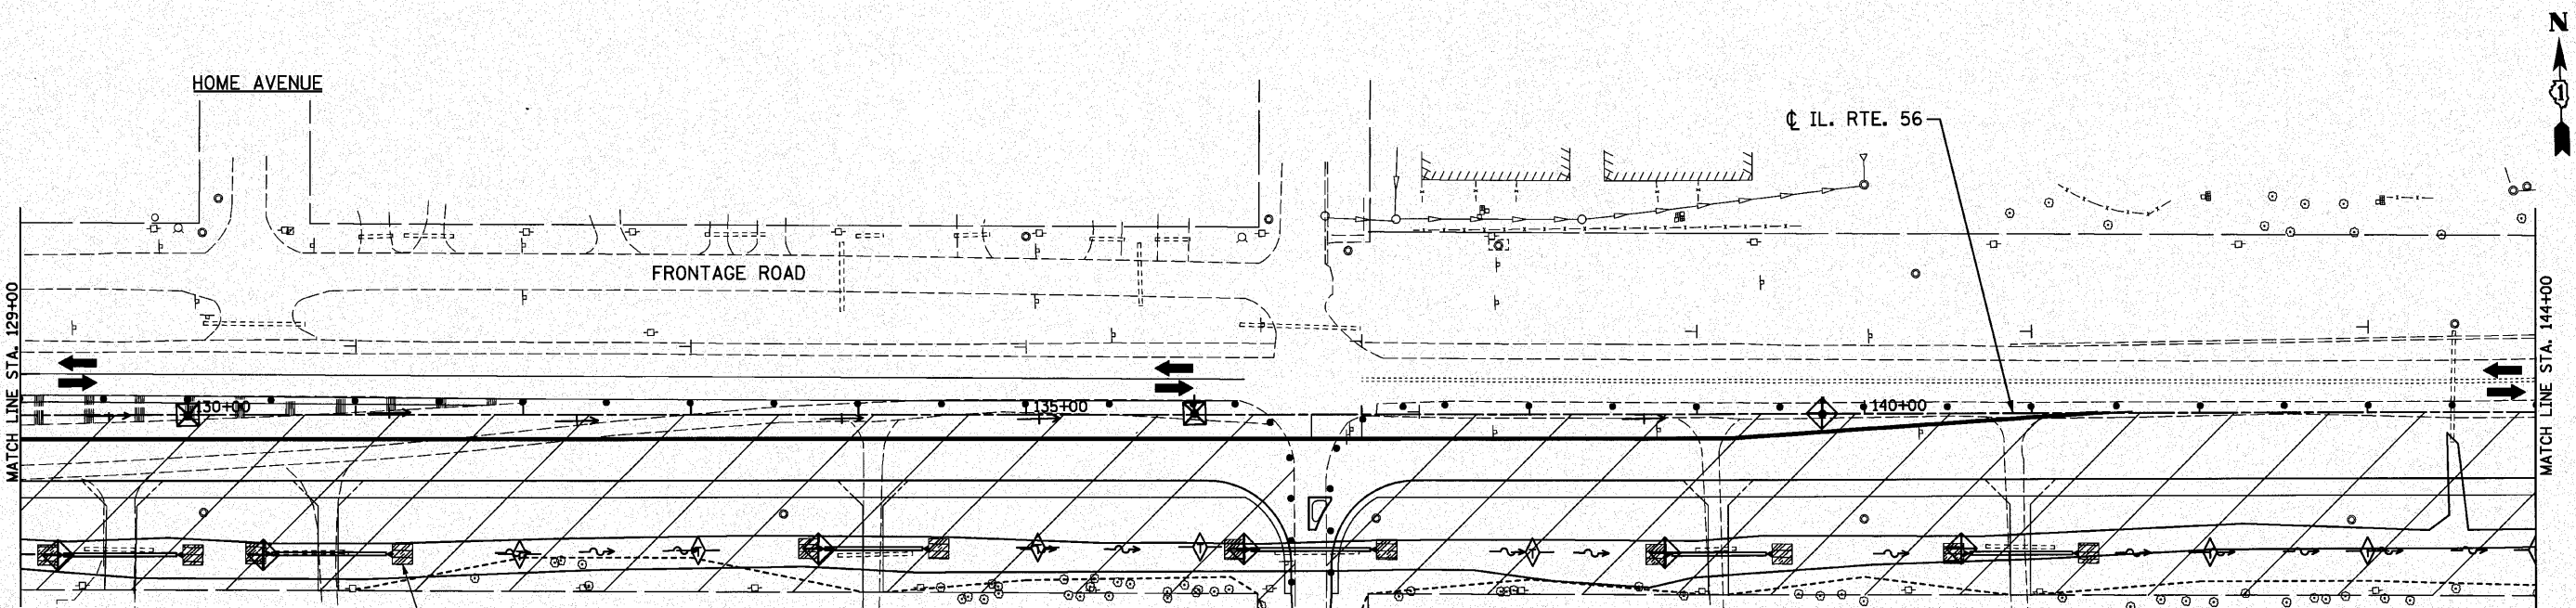 N
HOME AVENUE
℄ IL. RTE. 56
1
FRONTAGE ROAD
MATCH LINE STA. 129+00
MATCH LINE STA. 144+00
130+00
135+00
140+00
T
T
T
T
T
T
T